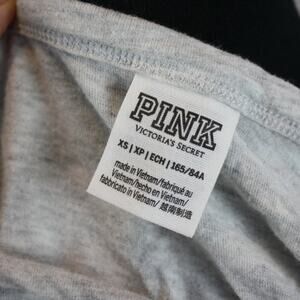 PINK
VICTORIA'S SECRET
XS | XP | ECH | 165/84A
made in Vietnam/fabriqué au
Vietnam/hecho en Vietnam/
fabbricato in Vietnam/ 越南制造